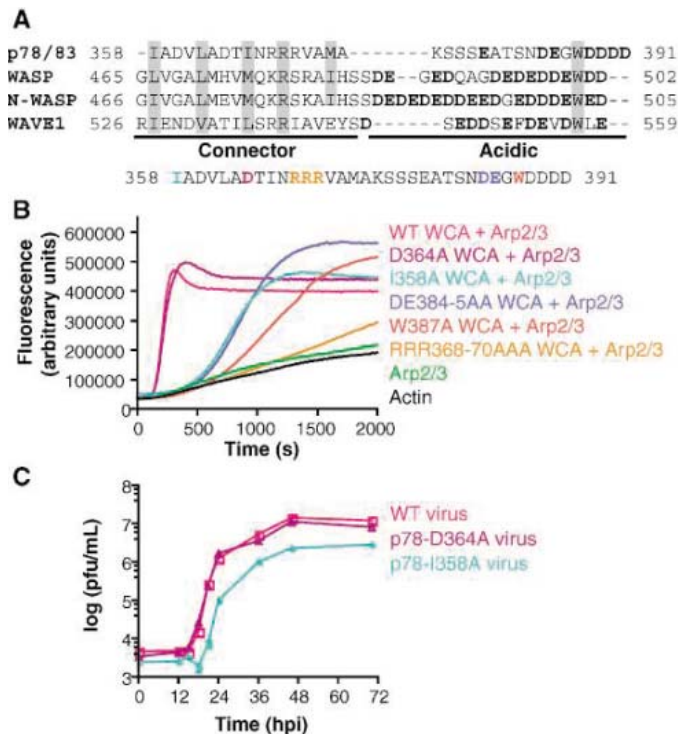 A
p78/83 358 -IADVLADTINRRRVAMA------KSSSEATSNDEGWDDDD 391
WASP 465 GLVGALMHVMQKRSRAIHSSDE--GEDQAGDEDEDDEWDD--- 502
N-WASP 466 GIVGALMEVMQKRSKAIHSSDEDEDEDDEEDGEDDDEWED--- 505
WAVE1 526 RIENDVATILSRRIAVEYSD-----SEDDSEFDEVDWLE---- 559
Connector Acidic
358 IADVLADTINRRRVAMAKSSSEATSNDEGWDDDD 391
B
Fluorescence
(arbitrary units)
600000
500000
400000
300000
200000
100000
0
0 500 1000 1500 2000
Time (s)
WT WCA + Arp2/3
D364A WCA + Arp2/3
I358A WCA + Arp2/3
DE384-5AA WCA + Arp2/3
W387A WCA + Arp2/3
RRR368-70AAA WCA + Arp2/3
Arp2/3
Actin
C
log (pfu/mL)
8
7
6
5
4
3
0 12 24 36 48 60 72
Time (hpi)
WT virus
p78-D364A virus
p78-I358A virus